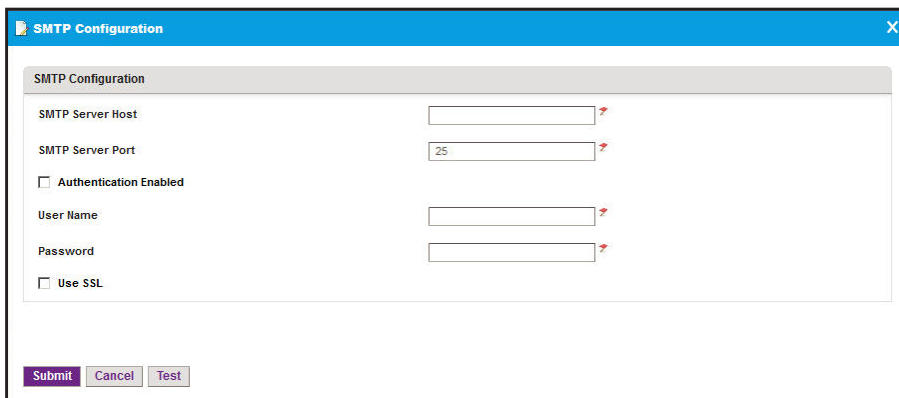 SMTP Configuration X
SMTP Configuration
SMTP Server Host
SMTP Server Port 25
Authentication Enabled
User Name
Password
Use SSL
Submit Cancel Test